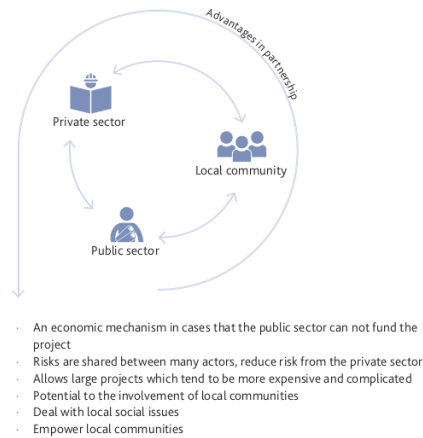 Advantages in partnership
Private sector
Local community
Public sector
· An economic mechanism in cases that the public sector can not fund the
project
· Risks are shared between many actors, reduce risk from the private sector
· Allows large projects which tend to be more expensive and complicated
· Potential to the involvement of local communities
· Deal with local social issues
· Empower local communities